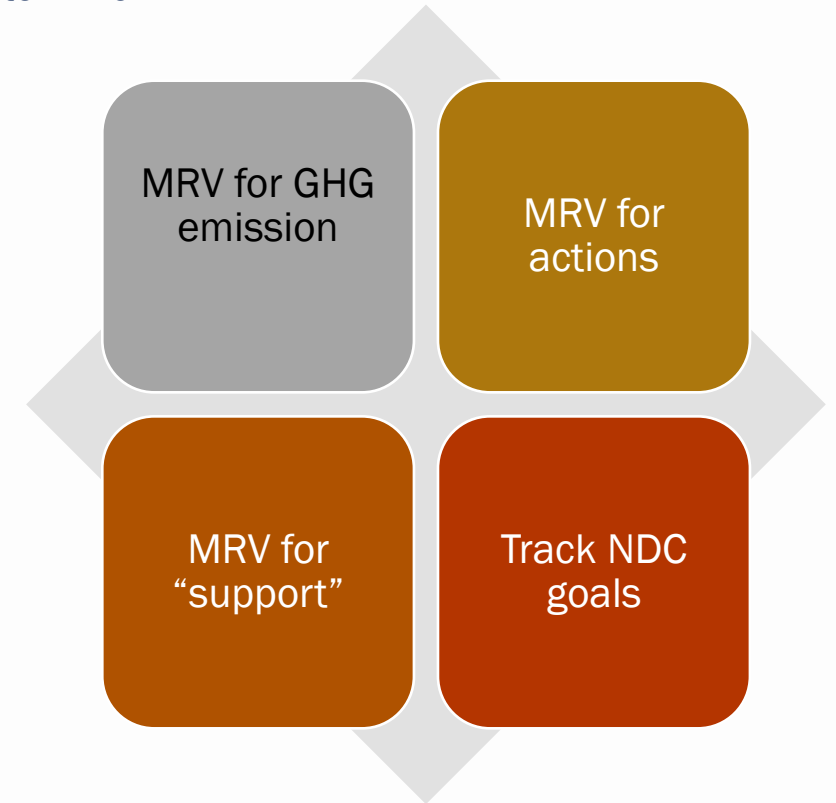 MRV for GHG
emission
MRV for
actions
MRV for
“support”
Track NDC
goals